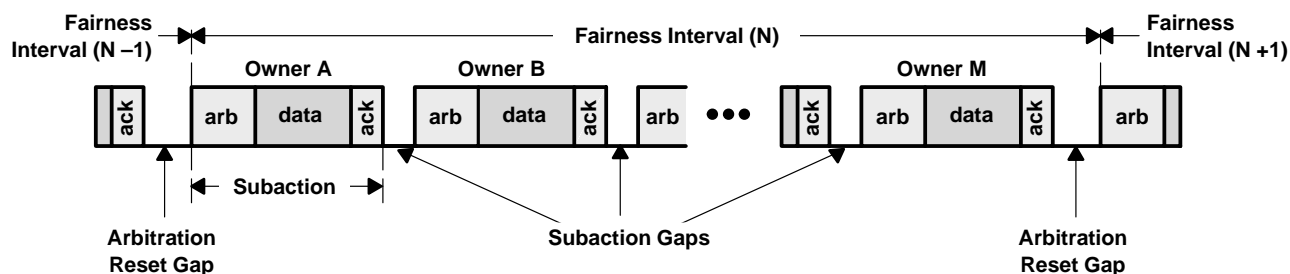 Fairness
Interval (N –1)
Fairness Interval (N)
Fairness
Interval (N +1)
Owner A
Owner B
Owner M
ack
arb
data
ack
arb
data
ack
arb
●●●
ack
arb
data
ack
arb
Subaction
Arbitration
Reset Gap
Subaction Gaps
Arbitration
Reset Gap